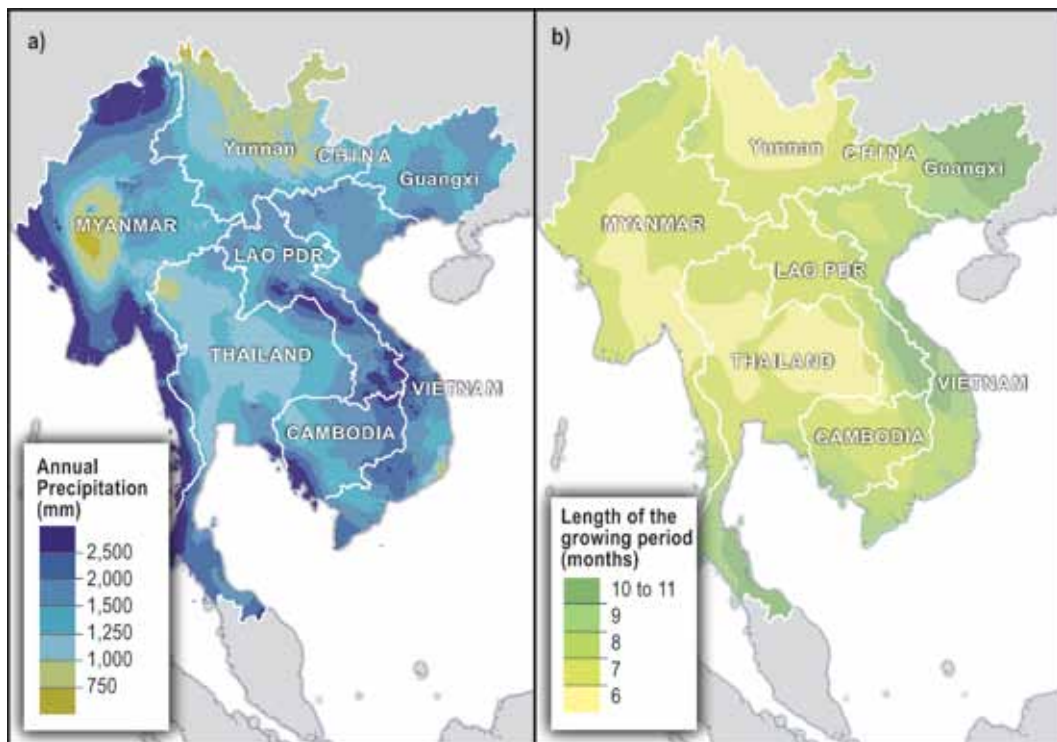 a)
Yunnan
CHINA
Guangxi
MYANMAR
LAO PDR
THAILAND
VIETNAM
CAMBODIA
Annual
Precipitation
(mm)
2,500
2,000
1,500
1,250
1,000
750
b)
Yunnan
CHINA
Guangxi
MYANMAR
LAO PDR
THAILAND
VIETNAM
CAMBODIA
Length of the
growing period
(months)
10 to 11
9
8
7
6